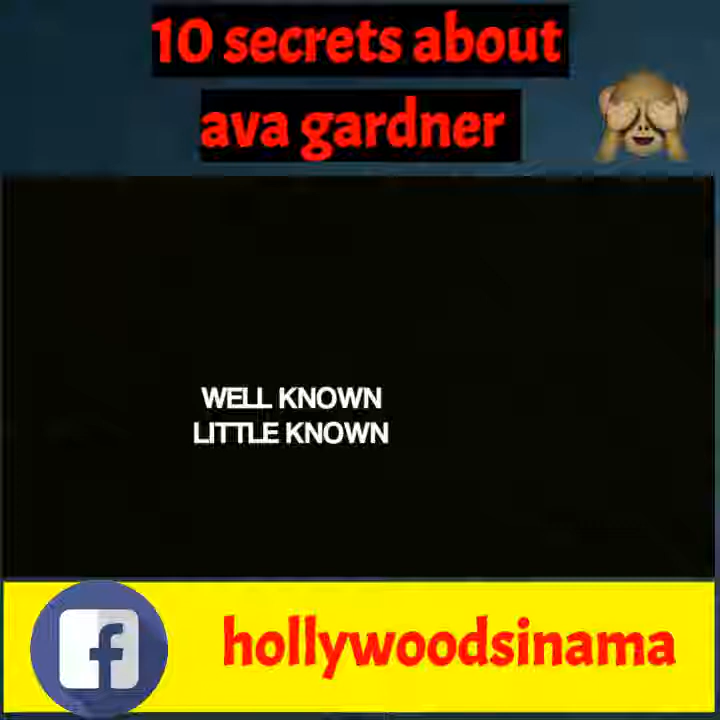 10 secrets about
ava gardner
WELL KNOWN
LITTLE KNOWN
hollywoodsinama